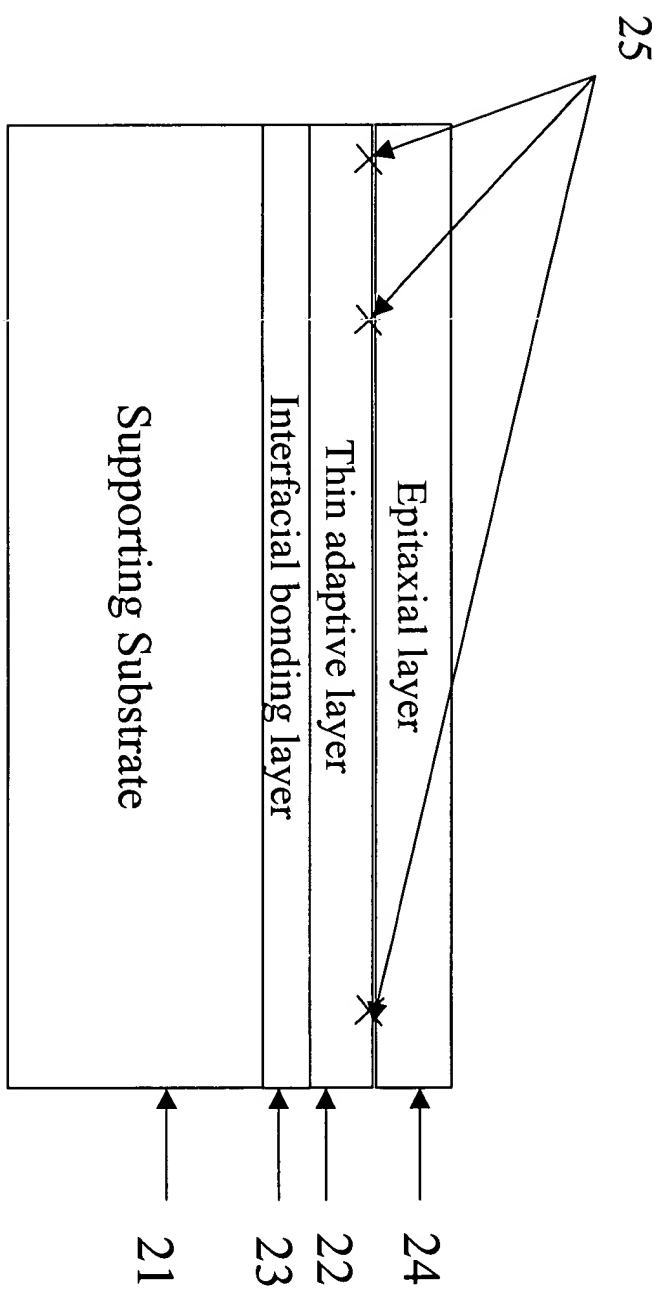 25
Epitaxial layer
24
Thin adaptive layer
22
Interfacial bonding layer
23
Supporting Substrate
21